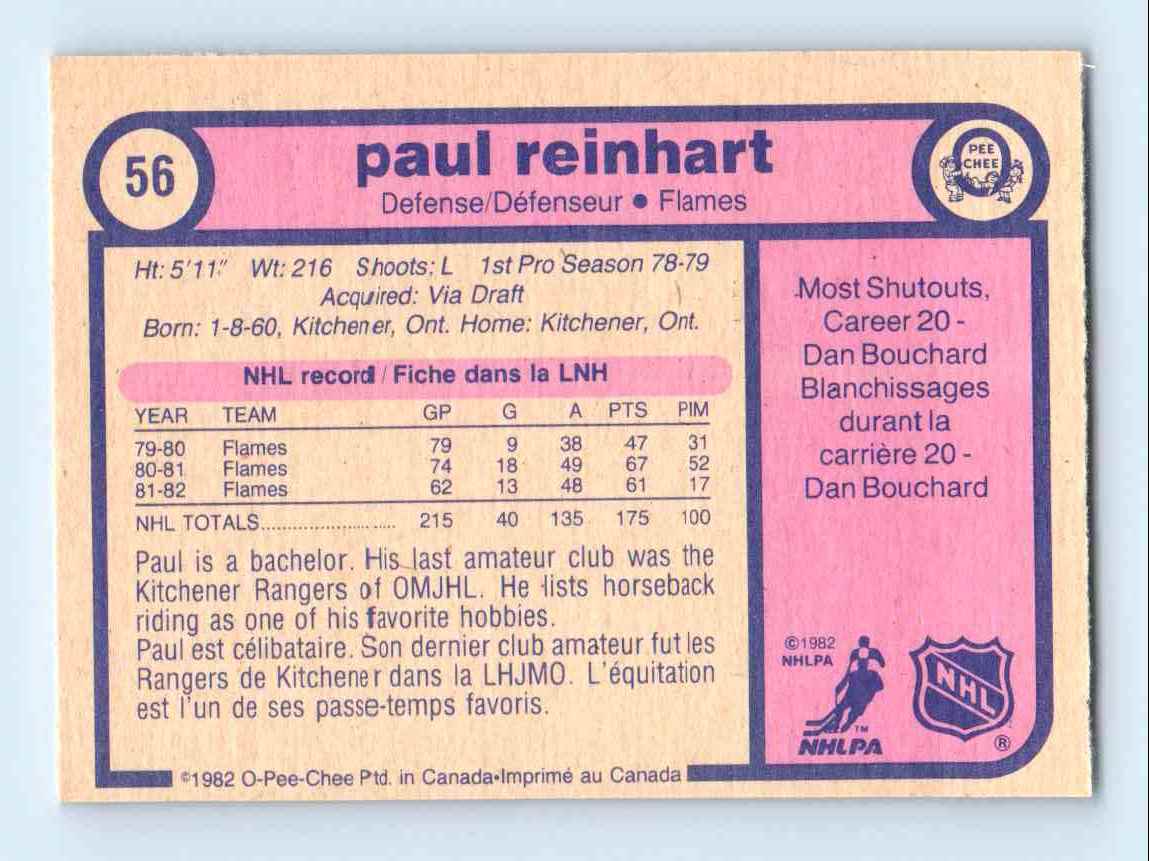 56
paul reinhart
Defense/Défenseur ● Flames
PEE
CHEE
Ht: 5'11" Wt: 216 Shoots: L 1st Pro Season 78-79
Acquired: Via Draft
Born: 1-8-60, Kitchener, Ont. Home: Kitchener, Ont.
NHL record / Fiche dans la LNH
YEAR TEAM GP G A PTS PIM
79-80 Flames 79 9 38 47 31
80-81 Flames 74 18 49 67 52
81-82 Flames 62 13 48 61 17
NHL TOTALS.......................... 215 40 135 175 100
Paul is a bachelor. His last amateur club was the
Kitchener Rangers of OMJHL. He lists horseback
riding as one of his favorite hobbies.
Paul est célibataire. Son dernier club amateur fut les
Rangers de Kitchener dans la LHJMO. L'équitation
est l'un de ses passe-temps favoris.
©1982 O-Pee-Chee Ptd. in Canada•Imprimé au Canada
Most Shutouts,
Career 20 -
Dan Bouchard
Blanchissages
durant la
carrière 20 -
Dan Bouchard
©1982
NHLPA
TM
NHLPA
NHL
®